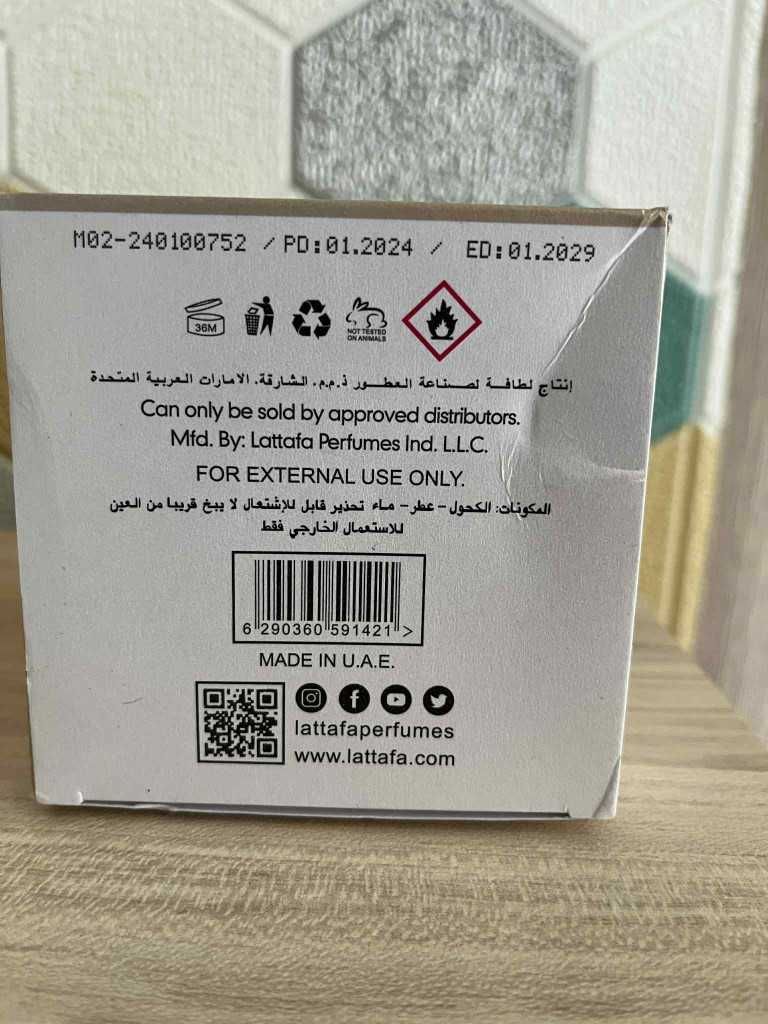 M02-240100752 / PD:01.2024 / ED:01.2029
36M
NOT TESTED
ON ANIMALS
إنتاج لطافة لصناعة العطور ذ.م.م. الشارقة. الامارات العربية المتحدة
Can only be sold by approved distributors.
Mfd. By: Lattafa Perfumes Ind. L.L.C.
FOR EXTERNAL USE ONLY.
المكونات: الكحول - عطر - ماء تحذير قابل للإشتعال لا يبخ قريبا من العين
للاستعمال الخارجي فقط
6 290360 591421 >
MADE IN U.A.E.
lattafaperfumes
www.lattafa.com